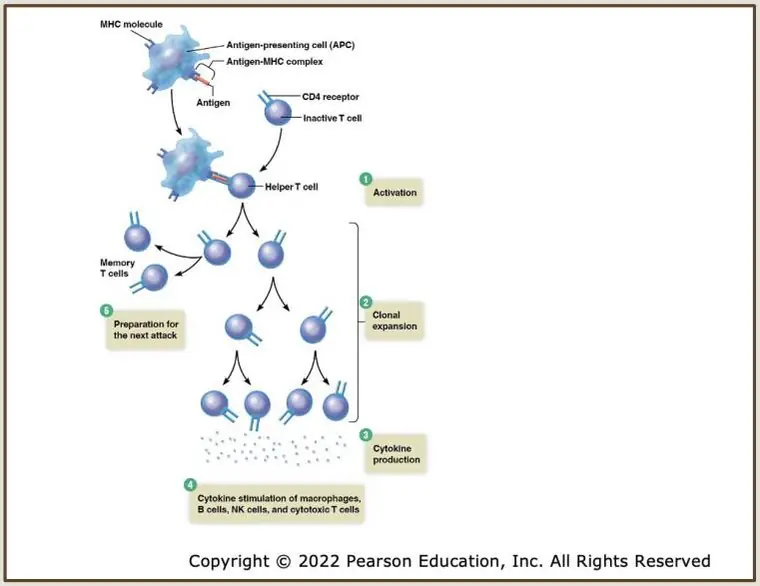 MHC molecule
Antigen-presenting cell (APC)
Antigen-MHC complex
Antigen
CD4 receptor
Inactive T cell
Helper T cell
1
Activation
Memory
T cells
2
Clonal
expansion
5
Preparation for
the next attack
3
Cytokine
production
4
Cytokine stimulation of macrophages,
B cells, NK cells, and cytotoxic T cells
Copyright © 2022 Pearson Education, Inc. All Rights Reserved